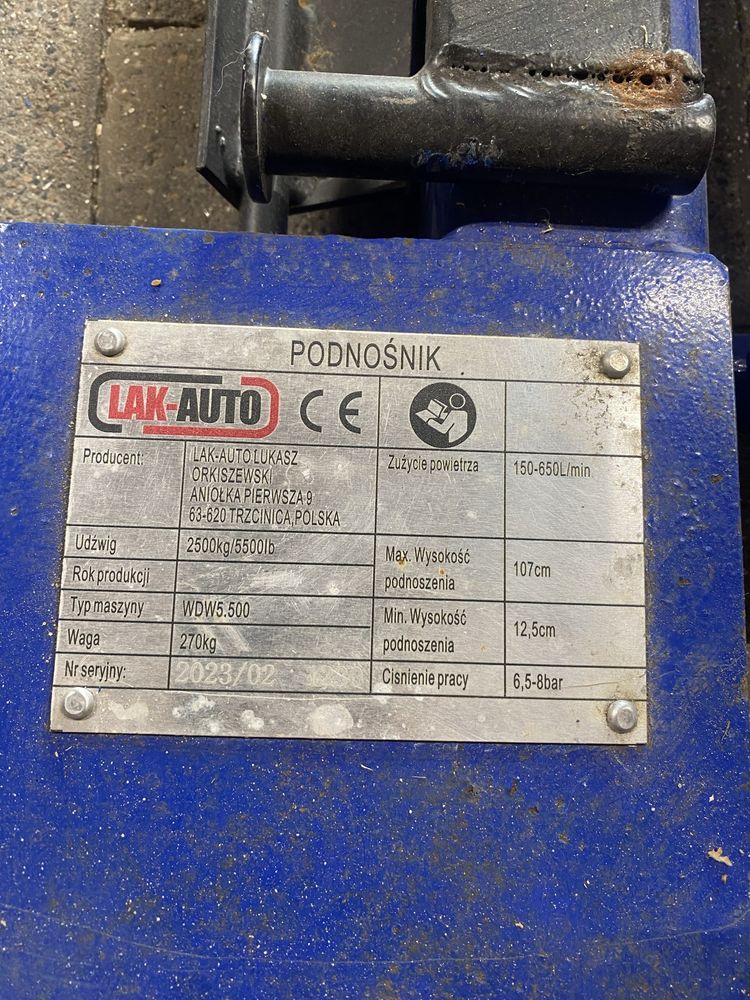 PODNOŚNIK
LAK-AUTO CE
Producent: LAK-AUTO LUKASZ
ORKISZEWSKI
ANIOŁKA PIERWSZA 9
63-620 TRZCINICA, POLSKA
Udźwig 2500kg/5500lb
Rok produkcji
Typ maszyny WDW5.500
Waga 270kg
Nr seryjny: 2023/02
Zużycie powietrza 150-650L/min
Max. Wysokość
podnoszenia 107cm
Min. Wysokość
podnoszenia 12,5cm
Ciśnienie pracy 6,5-8bar